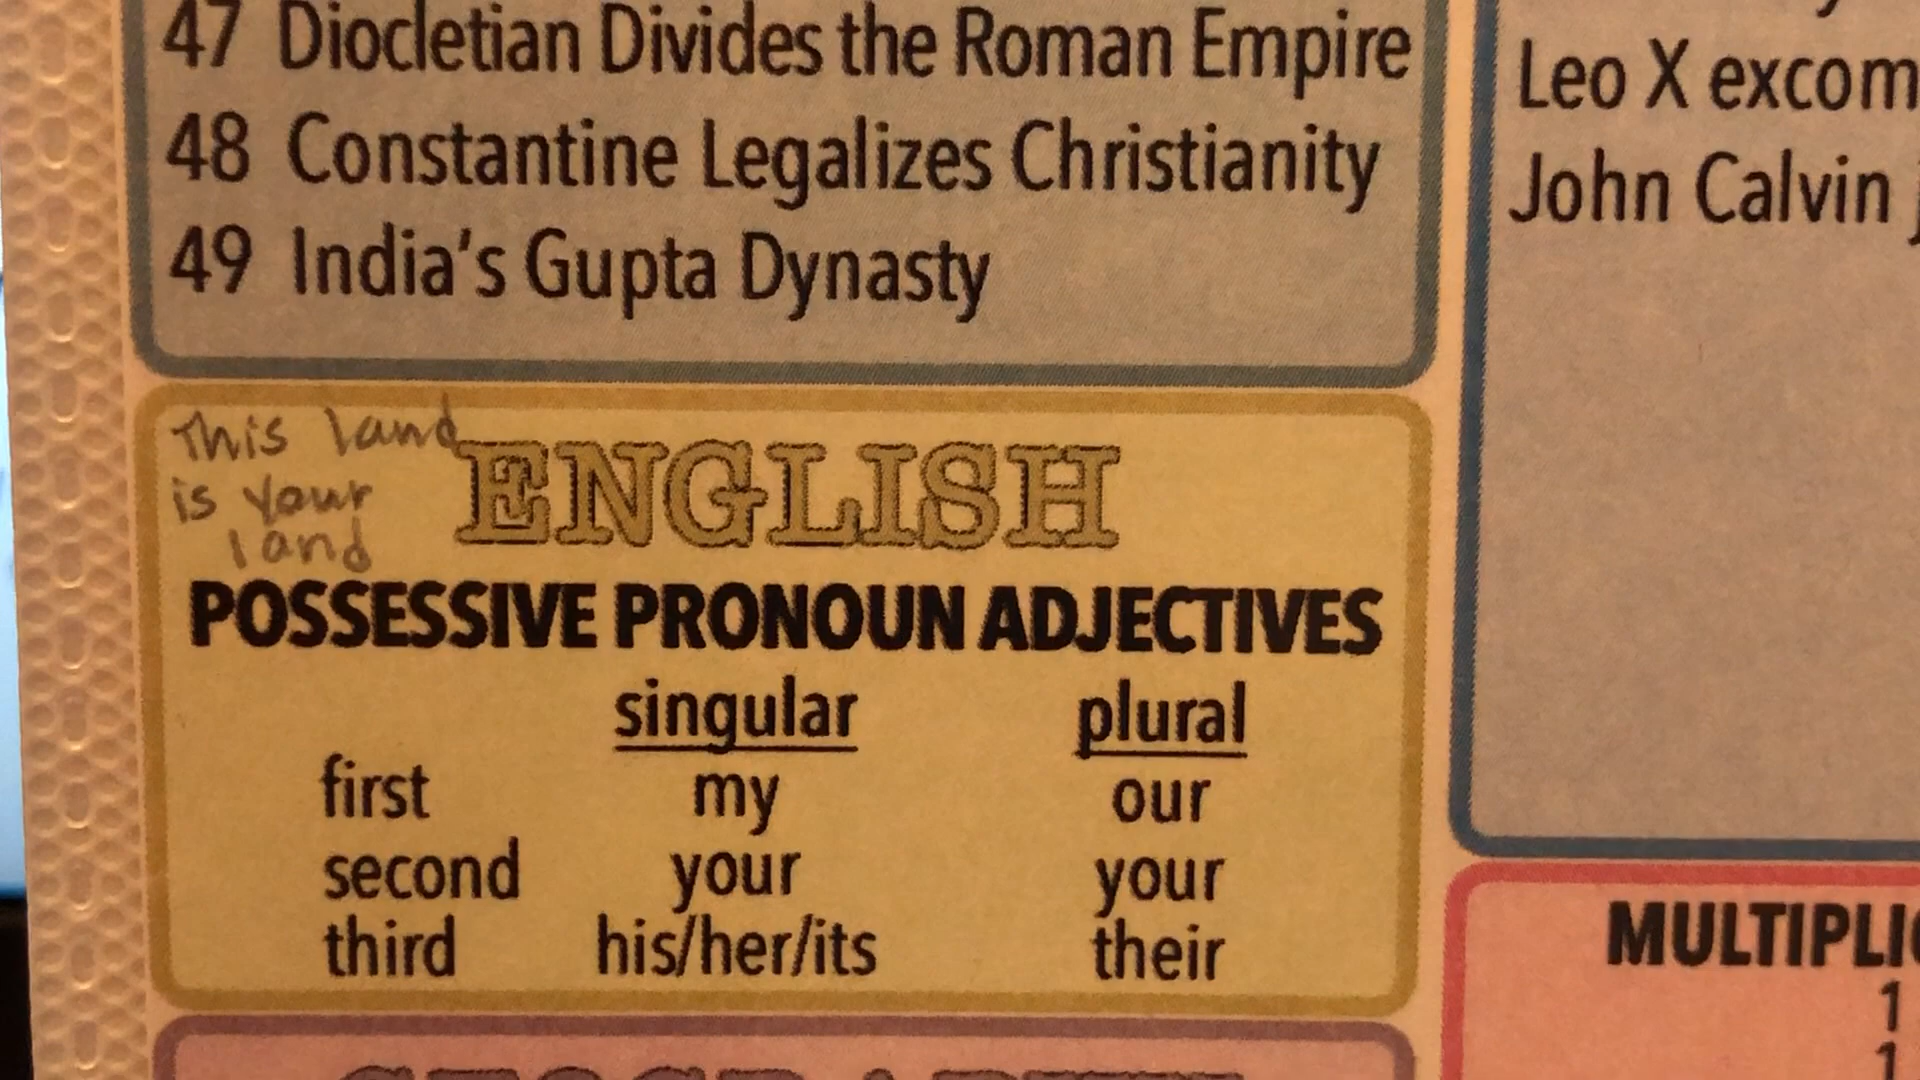 47 Diocletian Divides the Roman Empire
48 Constantine Legalizes Christianity
49 India's Gupta Dynasty
This land
is your
land
ENGLISH
POSSESSIVE PRONOUN ADJECTIVES
singular plural
first my our
second your your
third his/her/its their
Leo X excom
John Calvin
MULTIPLIC
1
1